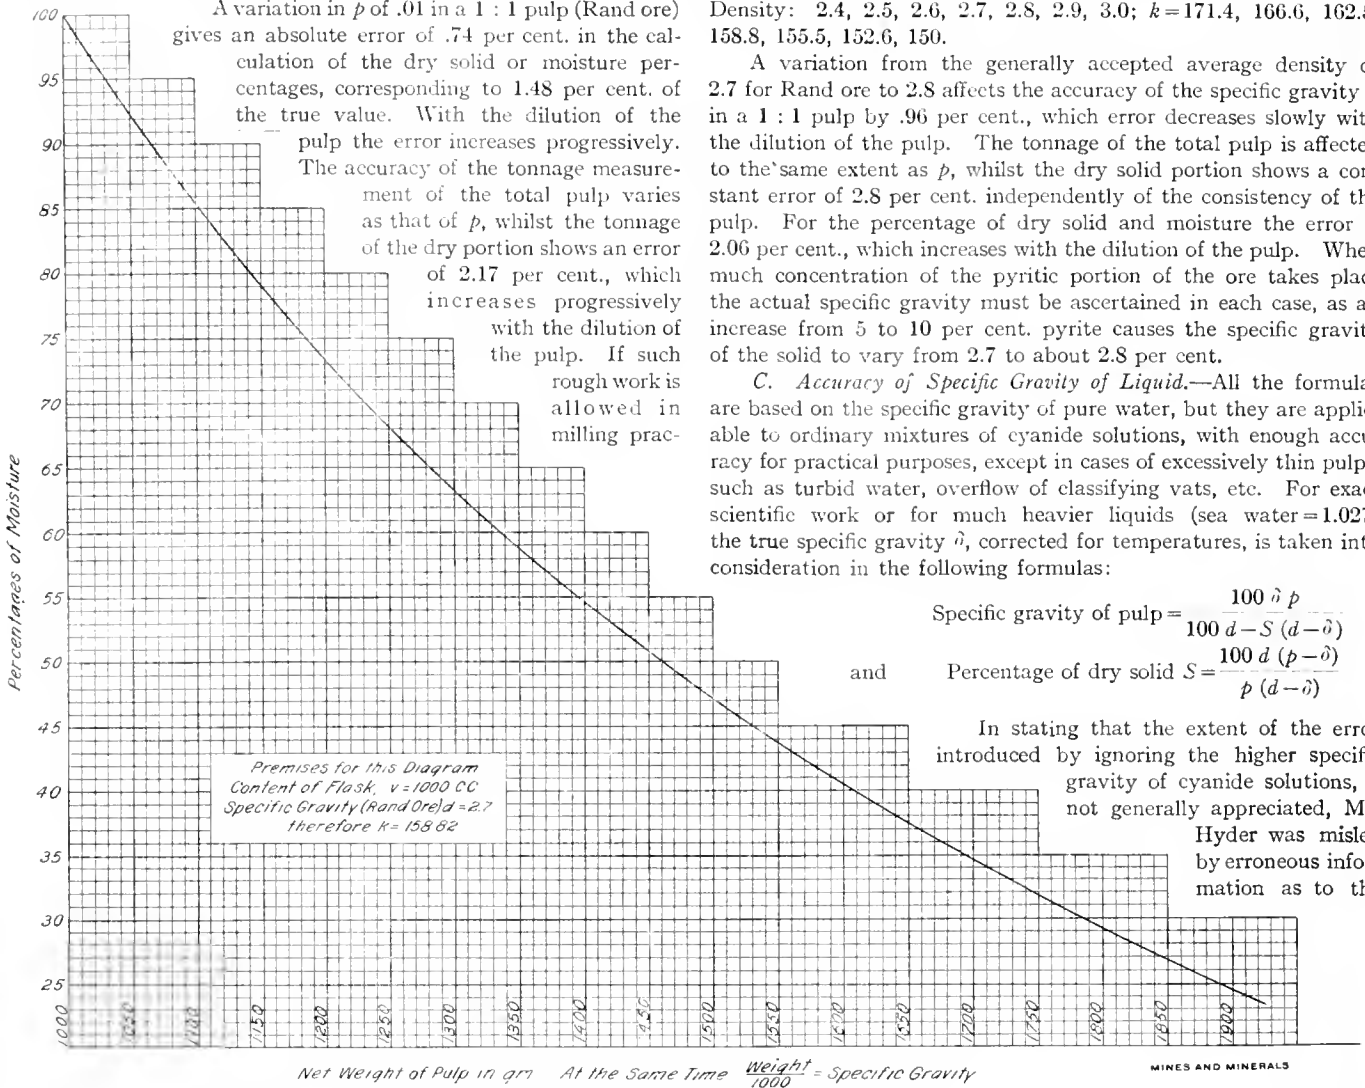 A variation in p of .01 in a 1 : 1 pulp (Rand ore)
gives an absolute error of .74 per cent. in the cal-
culation of the dry solid or moisture per-
centages, corresponding to 1.48 per cent. of
the true value. With the dilution of the
pulp the error increases progressively.
The accuracy of the tonnage measure-
ment of the total pulp varies
as that of p, whilst the tonnage
of the dry portion shows an error
of 2.17 per cent., which
increases progressively
with the dilution of
the pulp. If such
rough work is
allowed in
milling prac-
Density: 2.4, 2.5, 2.6, 2.7, 2.8, 2.9, 3.0; k=171.4, 166.6, 162.
158.8, 155.5, 152.6, 150.
A variation from the generally accepted average density
2.7 for Rand ore to 2.8 affects the accuracy of the specific gravity
in a 1 : 1 pulp by .96 per cent., which error decreases slowly wit
the dilution of the pulp. The tonnage of the total pulp is affecte
to the same extent as p, whilst the dry solid portion shows a con
stant error of 2.8 per cent. independently of the consistency of th
pulp. For the percentage of dry solid and moisture the error
2.06 per cent., which increases with the dilution of the pulp. Whe
much concentration of the pyritic portion of the ore takes plac
the actual specific gravity must be ascertained in each case, as a
increase from 5 to 10 per cent. pyrite causes the specific gravit
of the solid to vary from 2.7 to about 2.8 per cent.
C. Accuracy of Specific Gravity of Liquid.—All the formula
are based on the specific gravity of pure water, but they are applic
able to ordinary mixtures of cyanide solutions, with enough accu
racy for practical purposes, except in cases of excessively thin pulp
such as turbid water, overflow of classifying vats, etc. For exac
scientific work or for much heavier liquids (sea water=1.027
the true specific gravity δ, corrected for temperatures, is taken int
consideration in the following formulas:
Specific gravity of pulp = 100 δ p / 100 d − S (d−δ)
and Percentage of dry solid S = 100 d (p−δ) / p (d−δ)
In stating that the extent of the erro
introduced by ignoring the higher specif
gravity of cyanide solutions,
not generally appreciated, M
Hyder was misle
by erroneous info
mation as to th
Percentages of Moisture
100
95
90
85
80
75
70
65
60
55
50
45
40
35
30
25
Premises for this Diagram
Content of Flask, v=1000 CC
Specific Gravity (Rand Ore) d=2.7
therefore k=158.82
1000 1050 1100 1150 1200 1250 1300 1350 1400 1450 1500 1550 1600 1650 1700 1750 1800 1850 1900
Net Weight of Pulp in gm At the Same Time Weight / 1000 = Specific Gravity
MINES AND MINERALS